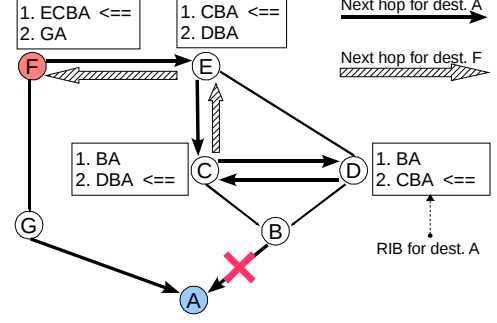 1. ECBA <==
2. GA
1. CBA <==
2. DBA
Next hop for dest. A
Next hop for dest. F
F
E
1. BA
2. DBA <==
C
D
1. BA
2. CBA <==
G
B
RIB for dest. A
A